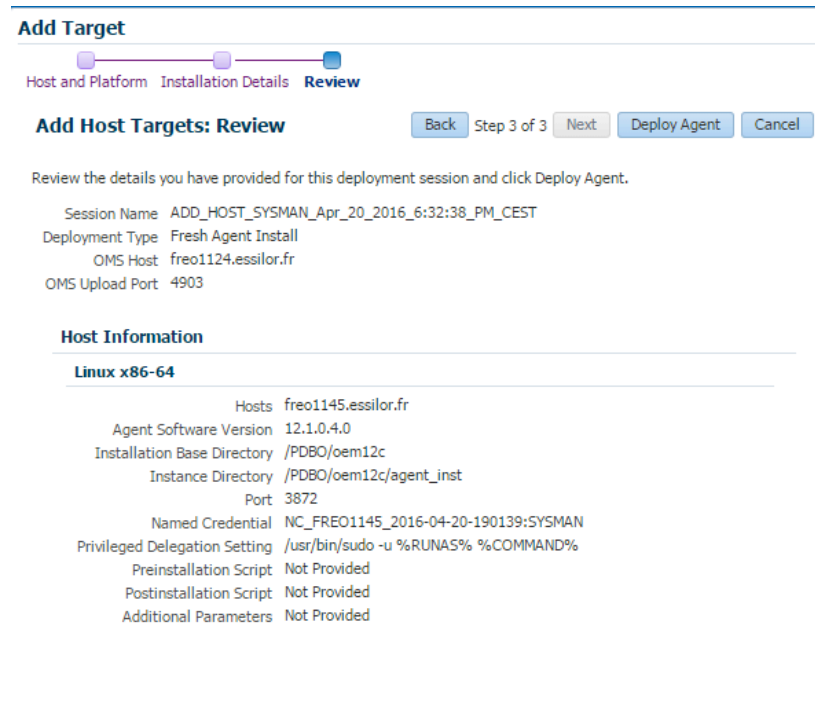 Add Target
Host and Platform Installation Details Review
Add Host Targets: Review Back Step 3 of 3 Next Deploy Agent Cancel
Review the details you have provided for this deployment session and click Deploy Agent.
Session Name ADD_HOST_SYSMAN_Apr_20_2016_6:32:38_PM_CEST
Deployment Type Fresh Agent Install
OMS Host freo1124.essilor.fr
OMS Upload Port 4903
Host Information
Linux x86-64
Hosts freo1145.essilor.fr
Agent Software Version 12.1.0.4.0
Installation Base Directory /PDBO/oem12c
Instance Directory /PDBO/oem12c/agent_inst
Port 3872
Named Credential NC_FREO1145_2016-04-20-190139:SYSMAN
Privileged Delegation Setting /usr/bin/sudo -u %RUNAS% %COMMAND%
Preinstallation Script Not Provided
Postinstallation Script Not Provided
Additional Parameters Not Provided